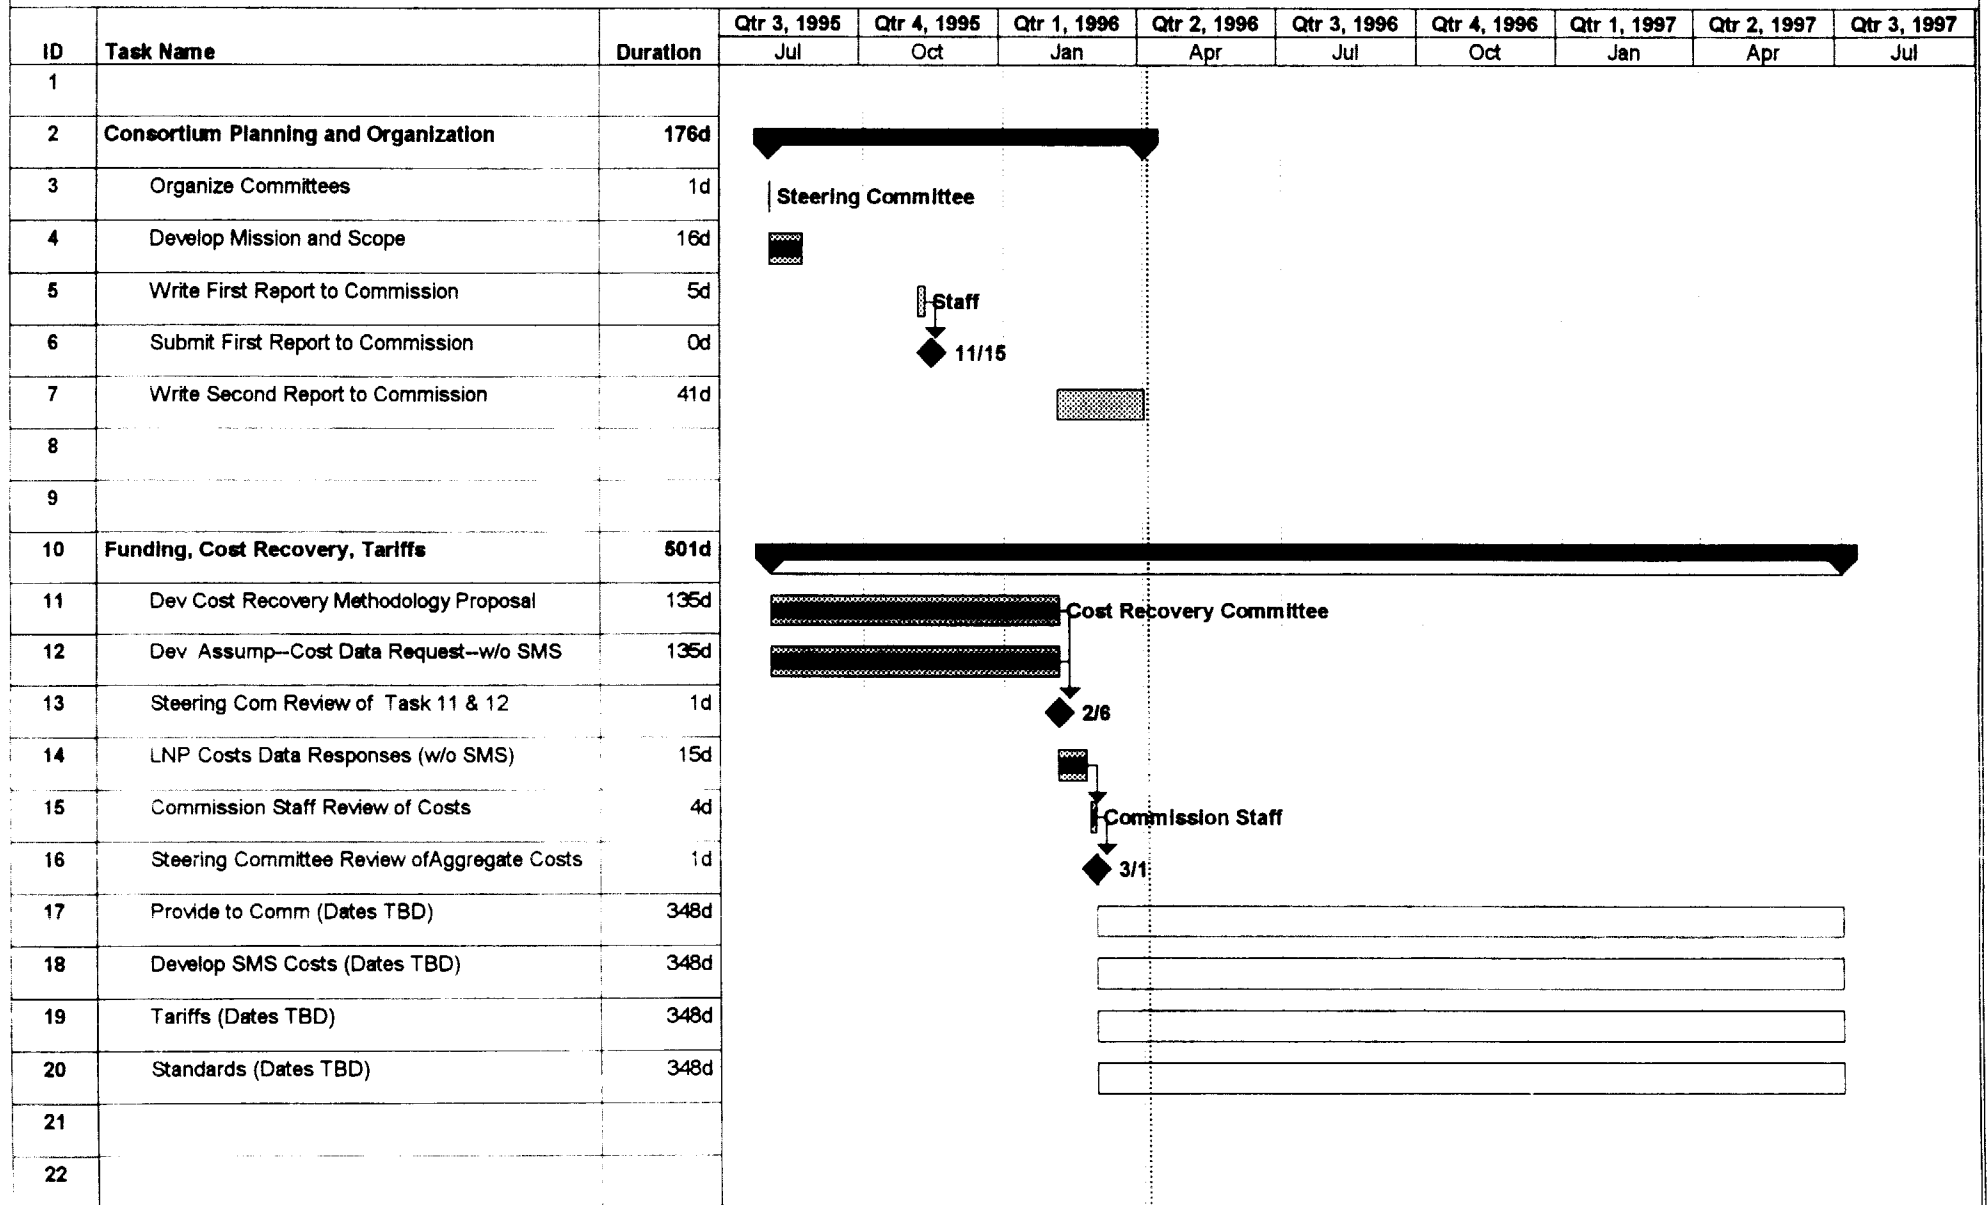 Qtr 3, 1995 Qtr 4, 1995 Qtr 1, 1996 Qtr 2, 1996 Qtr 3, 1996 Qtr 4, 1996 Qtr 1, 1997 Qtr 2, 1997 Qtr 3, 1997
ID Task Name Duration Jul Oct Jan Apr Jul Oct Jan Apr Jul
1
2 Consortium Planning and Organization 176d
3 Organize Committees 1d Steering Committee
4 Develop Mission and Scope 16d
5 Write First Report to Commission 5d Staff
6 Submit First Report to Commission 0d 11/15
7 Write Second Report to Commission 41d
8
9
10 Funding, Cost Recovery, Tariffs 501d
11 Dev Cost Recovery Methodology Proposal 135d Cost Recovery Committee
12 Dev Assump--Cost Data Request--w/o SMS 135d
13 Steering Com Review of Task 11 & 12 1d 2/6
14 LNP Costs Data Responses (w/o SMS) 15d
15 Commission Staff Review of Costs 4d Commission Staff
16 Steering Committee Review ofAggregate Costs 1d 3/1
17 Provide to Comm (Dates TBD) 348d
18 Develop SMS Costs (Dates TBD) 348d
19 Tariffs (Dates TBD) 348d
20 Standards (Dates TBD) 348d
21
22